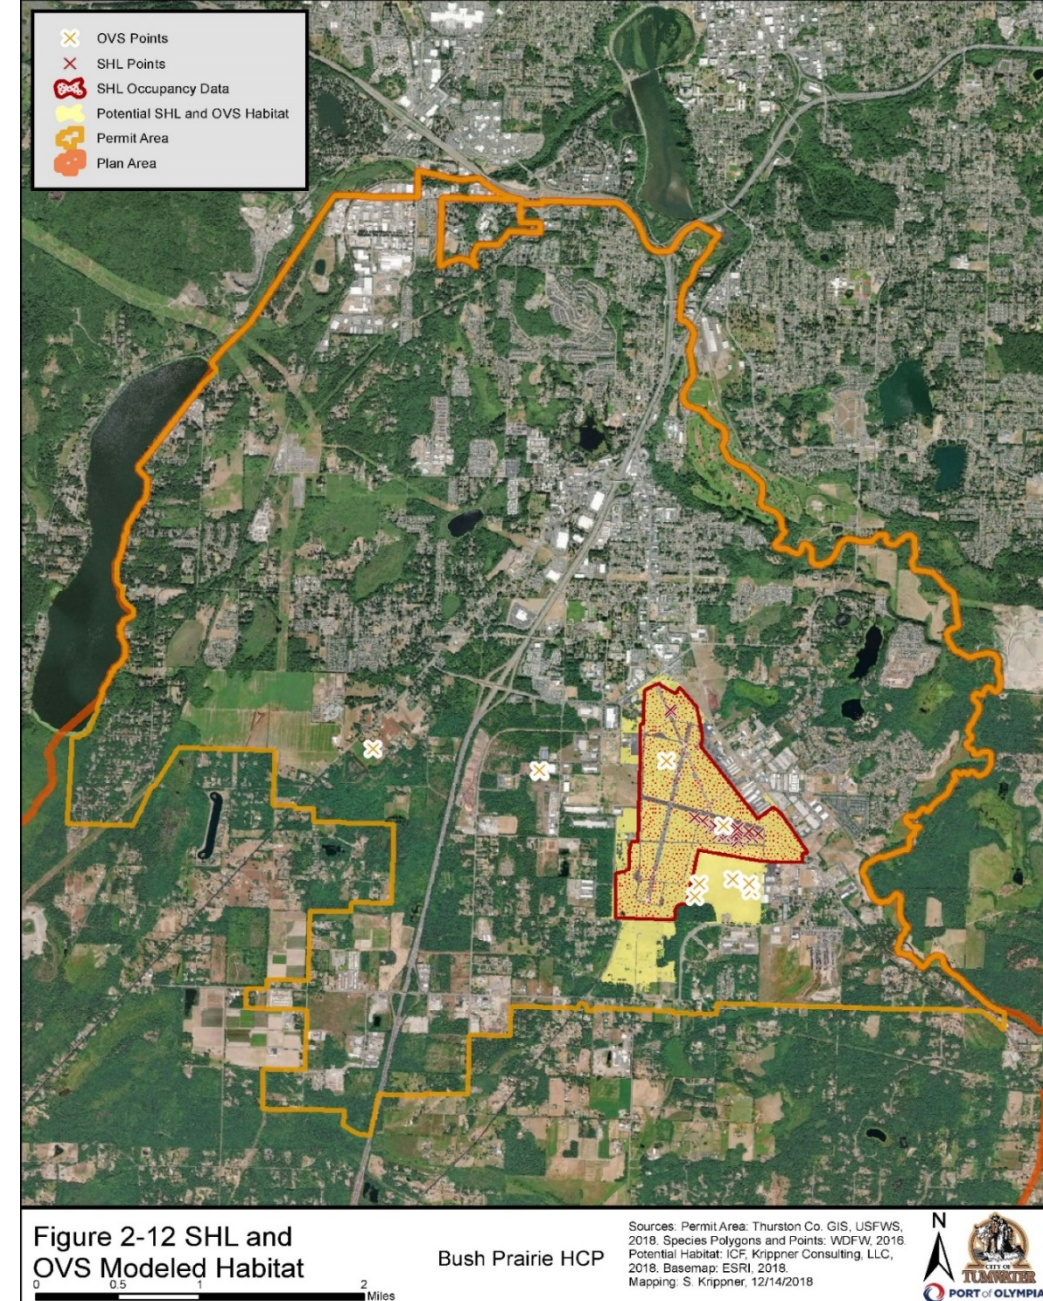 OVS Points
SHL Points
SHL Occupancy Data
Potential SHL and OVS Habitat
Permit Area
Plan Area
Figure 2-12 SHL and
OVS Modeled Habitat
0 0.5 1 2
Miles
Bush Prairie HCP
Sources: Permit Area: Thurston Co. GIS, USFWS,
2018. Species Polygons and Points: WDFW, 2016.
Potential Habitat: ICF, Krippner Consulting, LLC,
2018. Basemap: ESRI, 2018.
Mapping: S. Krippner, 12/14/2018
N
CITY OF
TUMWATER
PORT of OLYMPIA